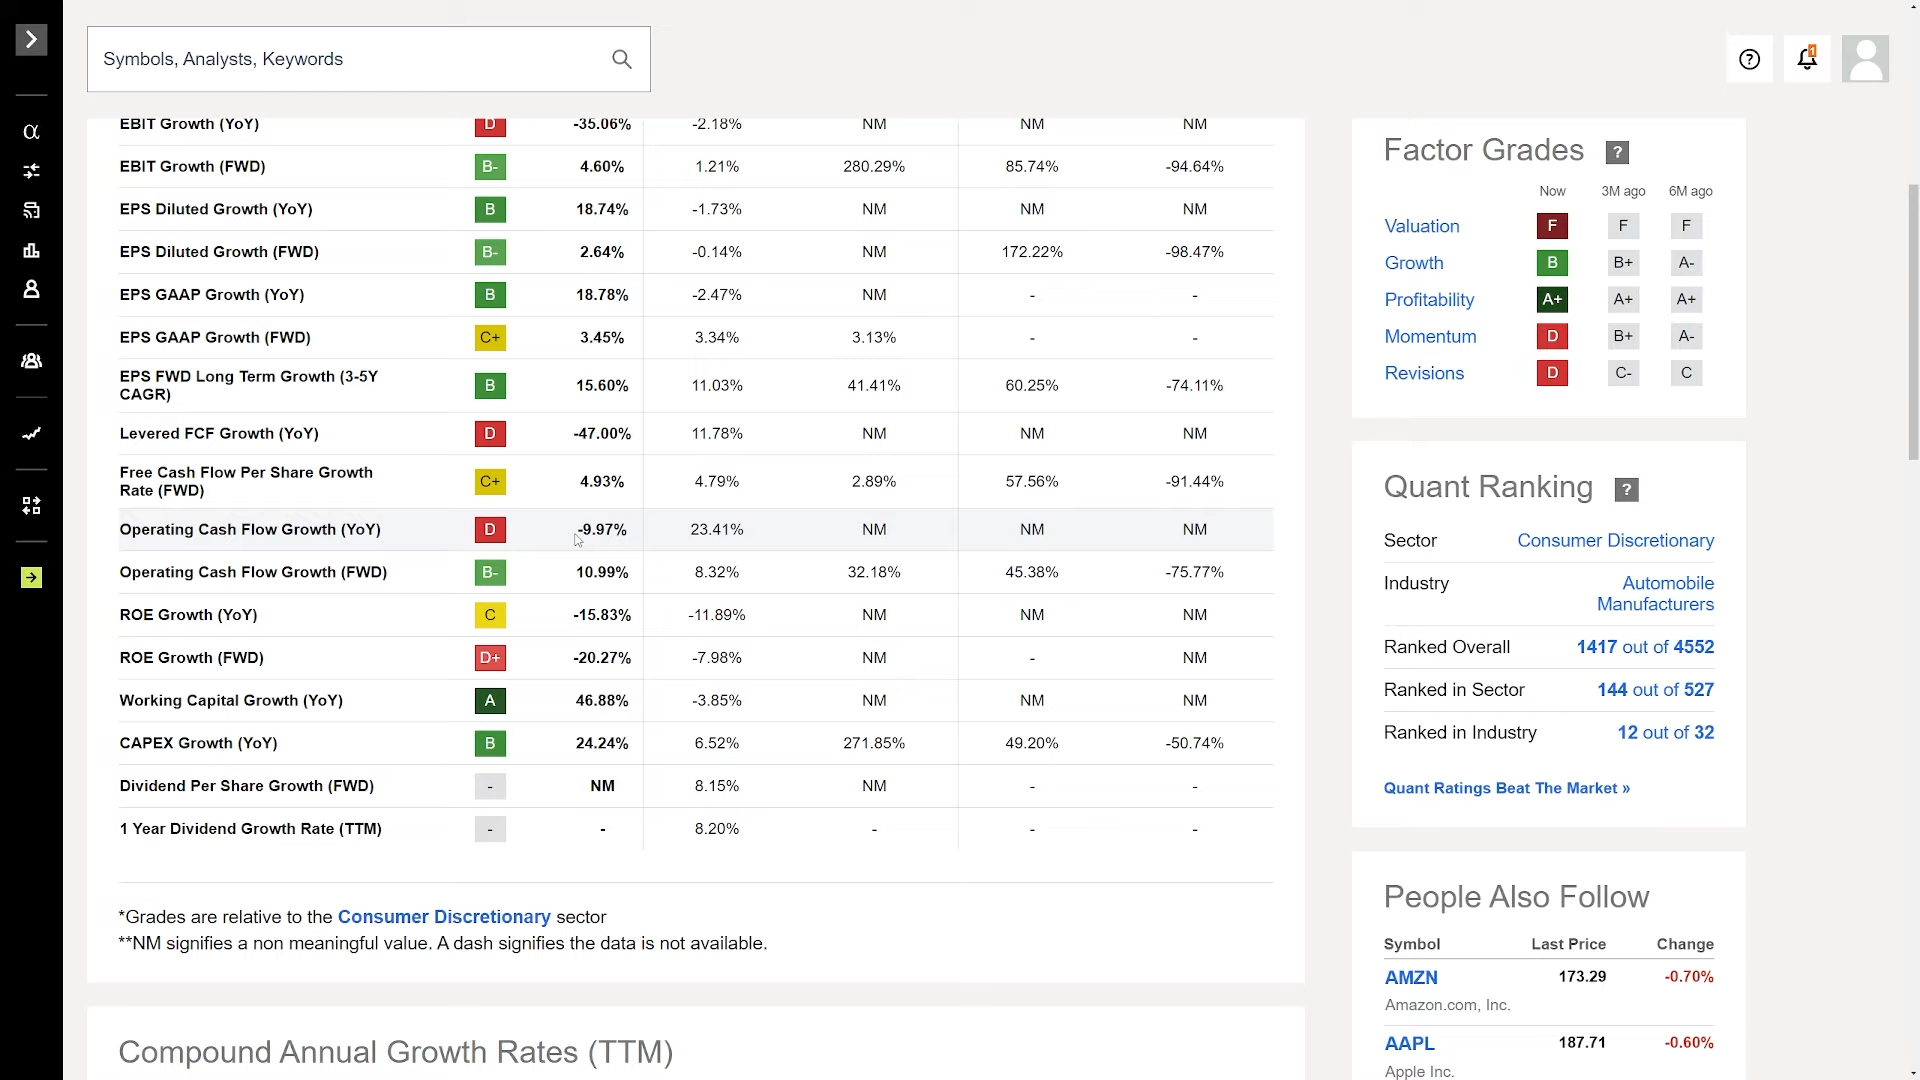 Symbols, Analysts, Keywords
α
1
EBIT Growth (YoY) D -35.06% -2.18% NM NM NM
EBIT Growth (FWD) B- 4.60% 1.21% 280.29% 85.74% -94.64%
EPS Diluted Growth (YoY) B 18.74% -1.73% NM NM NM
EPS Diluted Growth (FWD) B- 2.64% -0.14% NM 172.22% -98.47%
EPS GAAP Growth (YoY) B 18.78% -2.47% NM - -
EPS GAAP Growth (FWD) C+ 3.45% 3.34% 3.13% - -
EPS FWD Long Term Growth (3-5Y
CAGR) B 15.60% 11.03% 41.41% 60.25% -74.11%
Levered FCF Growth (YoY) D -47.00% 11.78% NM NM NM
Free Cash Flow Per Share Growth
Rate (FWD) C+ 4.93% 4.79% 2.89% 57.56% -91.44%
Operating Cash Flow Growth (YoY) D -9.97% 23.41% NM NM NM
Operating Cash Flow Growth (FWD) B- 10.99% 8.32% 32.18% 45.38% -75.77%
ROE Growth (YoY) C -15.83% -11.89% NM NM NM
ROE Growth (FWD) D+ -20.27% -7.98% NM - NM
Working Capital Growth (YoY) A 46.88% -3.85% NM NM NM
CAPEX Growth (YoY) B 24.24% 6.52% 271.85% 49.20% -50.74%
Dividend Per Share Growth (FWD) - NM 8.15% NM - -
1 Year Dividend Growth Rate (TTM) - - 8.20% - - -
*Grades are relative to the Consumer Discretionary sector
**NM signifies a non meaningful value. A dash signifies the data is not available.
Compound Annual Growth Rates (TTM)
Factor Grades ?
Now 3M ago 6M ago
Valuation F F F
Growth B B+ A-
Profitability A+ A+ A+
Momentum D B+ A-
Revisions D C- C
Quant Ranking ?
Sector Consumer Discretionary
Industry Automobile
Manufacturers
Ranked Overall 1417 out of 4552
Ranked in Sector 144 out of 527
Ranked in Industry 12 out of 32
Quant Ratings Beat The Market »
People Also Follow
Symbol Last Price Change
AMZN 173.29 -0.70%
Amazon.com, Inc.
AAPL 187.71 -0.60%
Apple Inc.